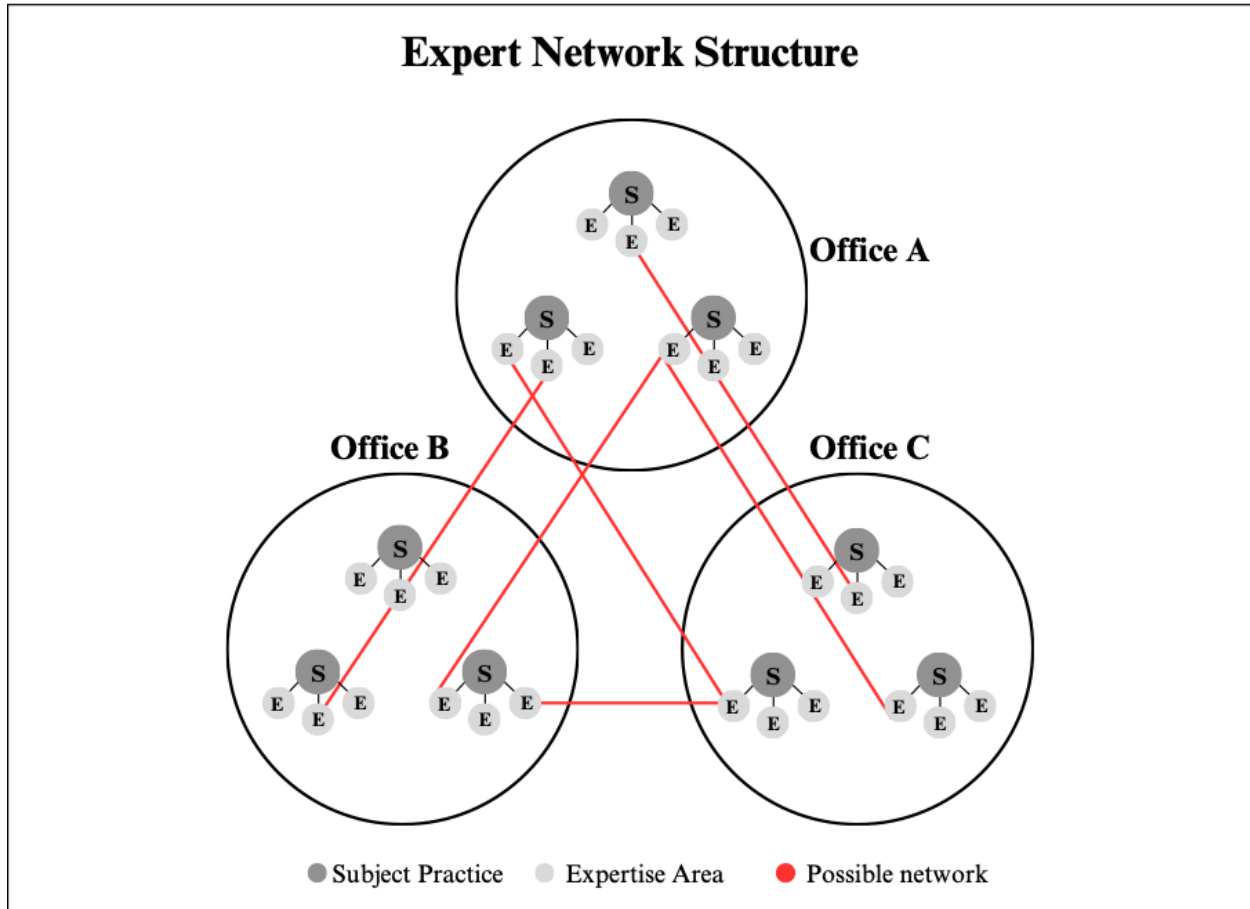 Expert Network Structure
S
E E
E
Office A
S S
E E E E
E E
Office B Office C
S S
E E E E
E E
S S S S
E E E E E E E E
E E E E
Subject Practice Expertise Area Possible network